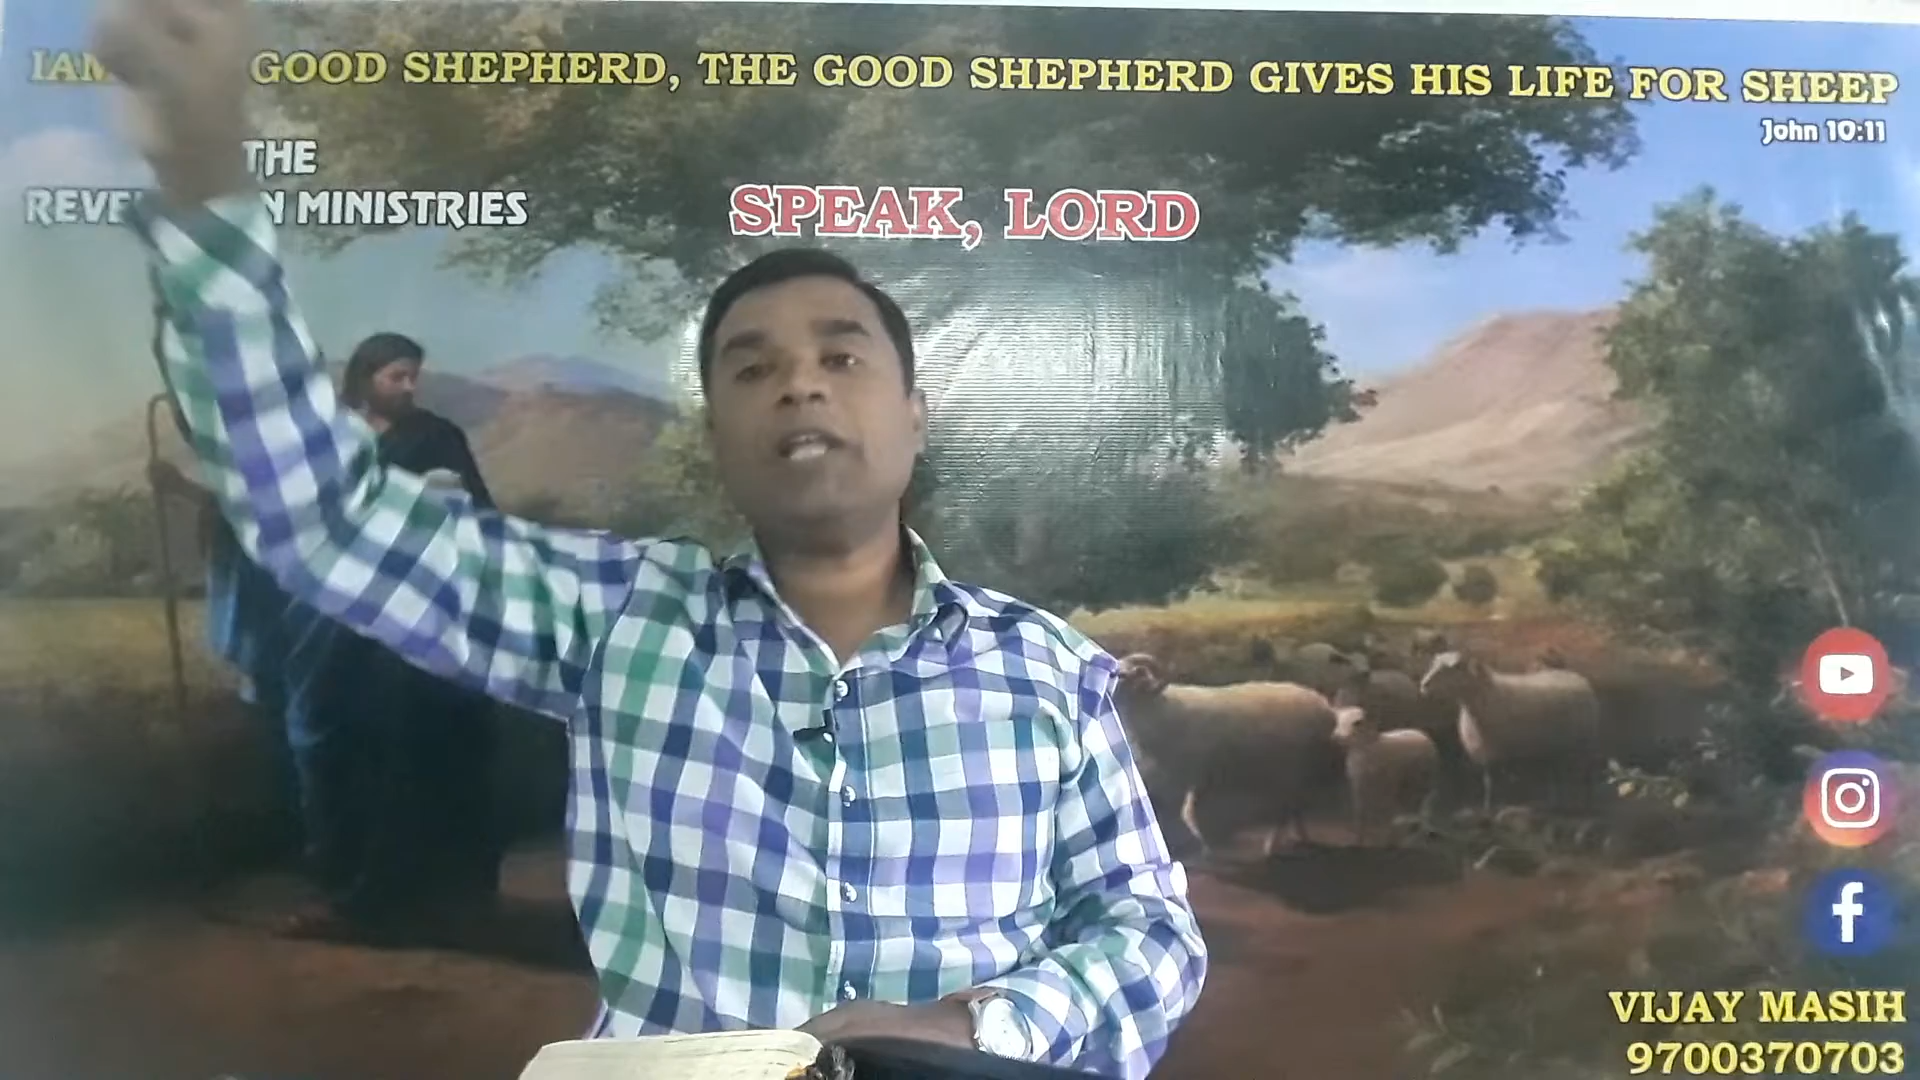 IAM GOOD SHEPHERD, THE GOOD SHEPHERD GIVES HIS LIFE FOR SHEEP
John 10:11
THE
MINISTRIES
SPEAK, LORD
VIJAY MASIH
9700370703